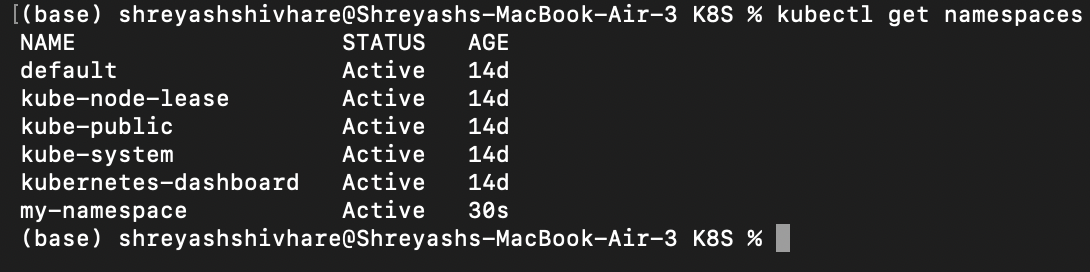 [(base) shreyashshivhare@Shreyashs-MacBook-Air-3 K8S % kubectl get namespaces
NAME STATUS AGE
default Active 14d
kube-node-lease Active 14d
kube-public Active 14d
kube-system Active 14d
kubernetes-dashboard Active 14d
my-namespace Active 30s
(base) shreyashshivhare@Shreyashs-MacBook-Air-3 K8S %